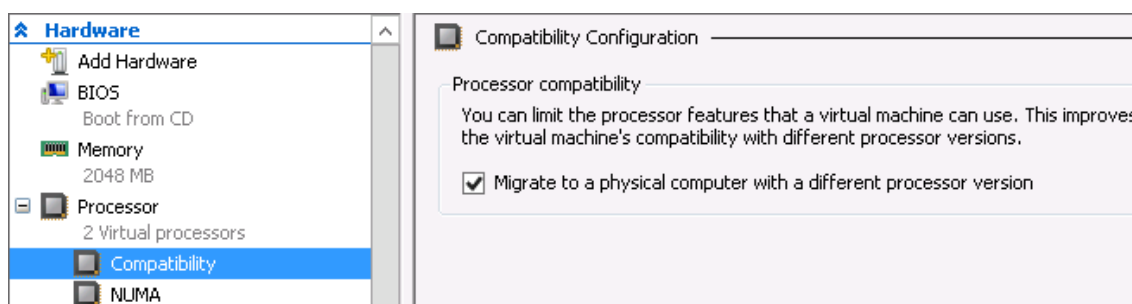 Hardware
Add Hardware
BIOS
Boot from CD
Memory
2048 MB
Processor
2 Virtual processors
Compatibility
NUMA
Compatibility Configuration
Processor compatibility
You can limit the processor features that a virtual machine can use. This improves
the virtual machine's compatibility with different processor versions.
Migrate to a physical computer with a different processor version